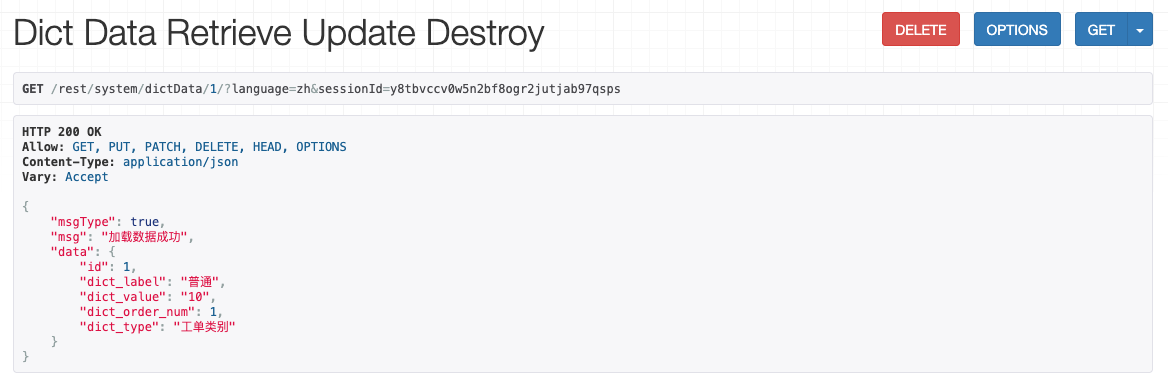 Dict Data Retrieve Update Destroy
DELETE
OPTIONS
GET
GET /rest/system/dictData/1/?language=zh&sessionId=y8tbvccv0w5n2bf8ogr2jutjab97qsps
HTTP 200 OK
Allow: GET, PUT, PATCH, DELETE, HEAD, OPTIONS
Content-Type: application/json
Vary: Accept
{
    "msgType": true,
    "msg": "加载数据成功",
    "data": {
        "id": 1,
        "dict_label": "普通",
        "dict_value": "10",
        "dict_order_num": 1,
        "dict_type": "工单类别"
    }
}